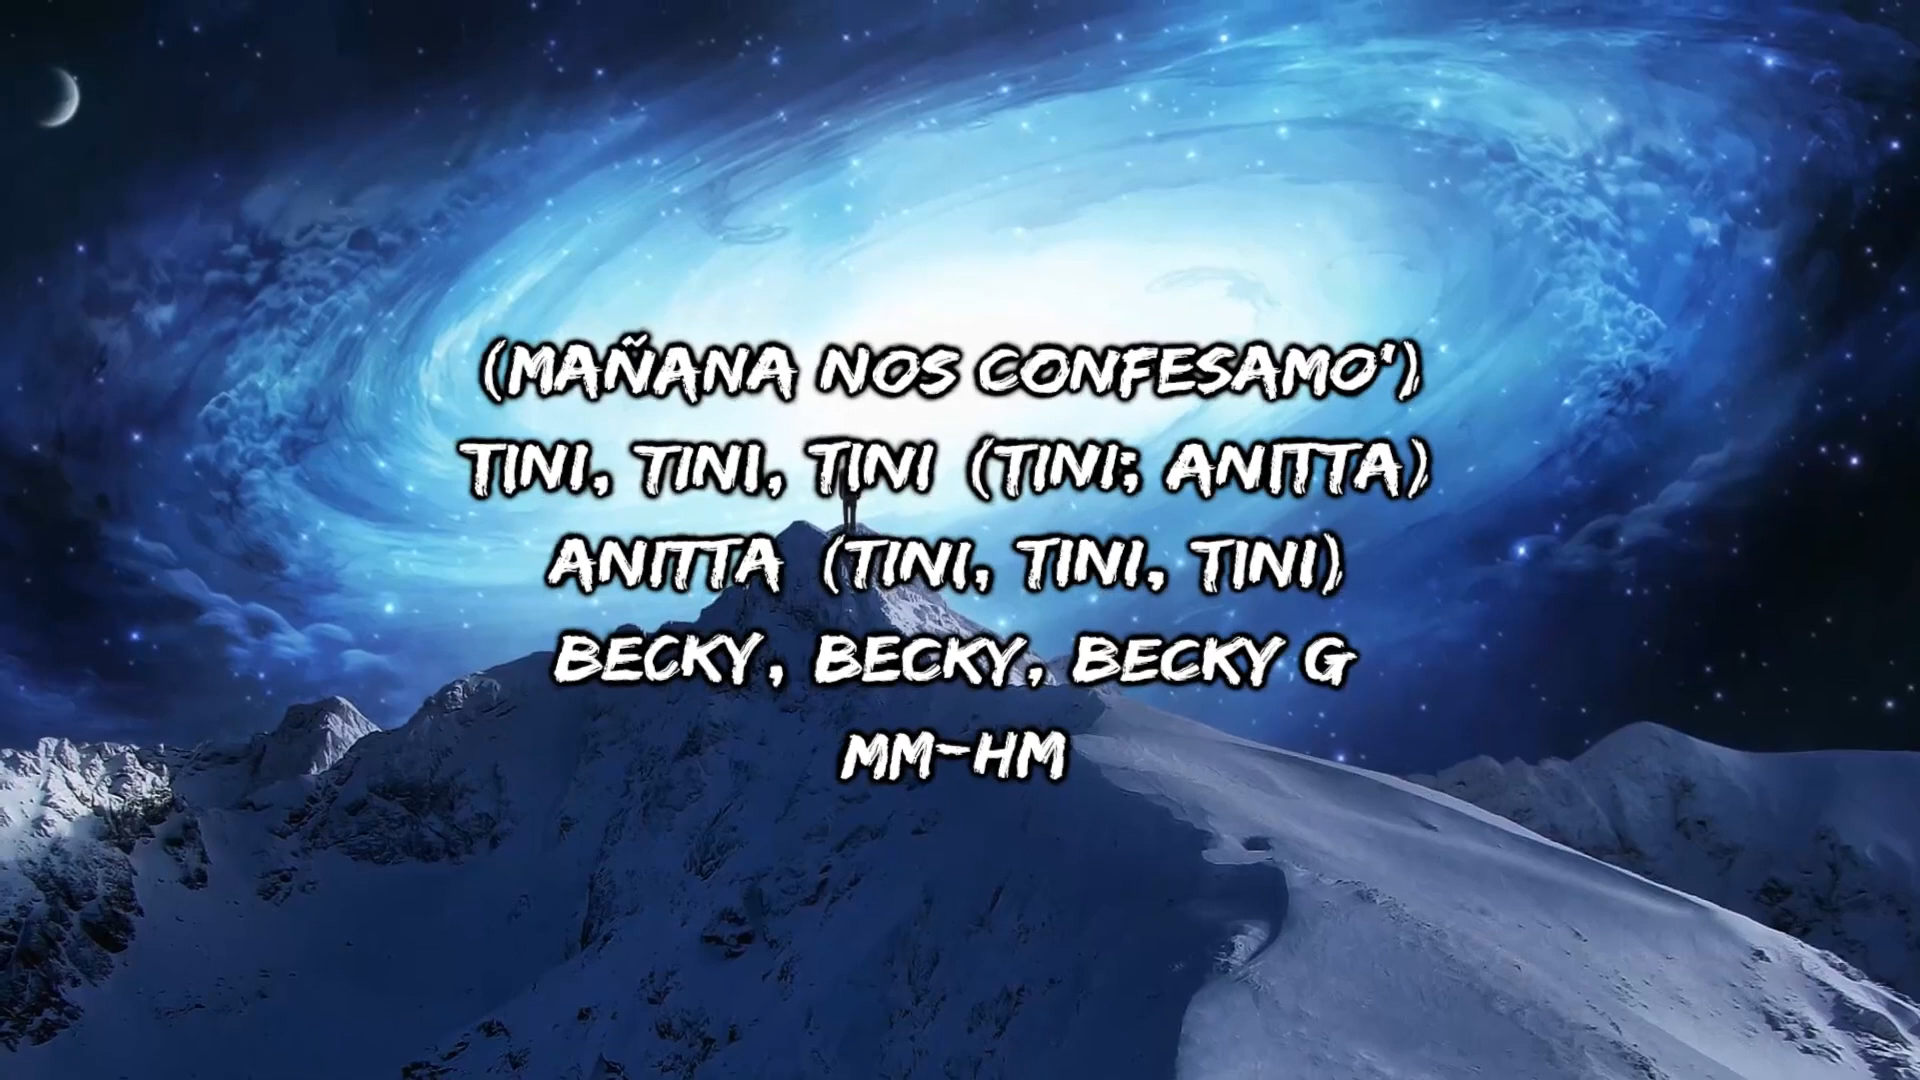 (MAÑANA NOS CONFESAMO')
TINI, TINI, TINI (TINI; ANITTA)
ANITTA (TINI, TINI, TINI)
BECKY, BECKY, BECKY G
MM-HM